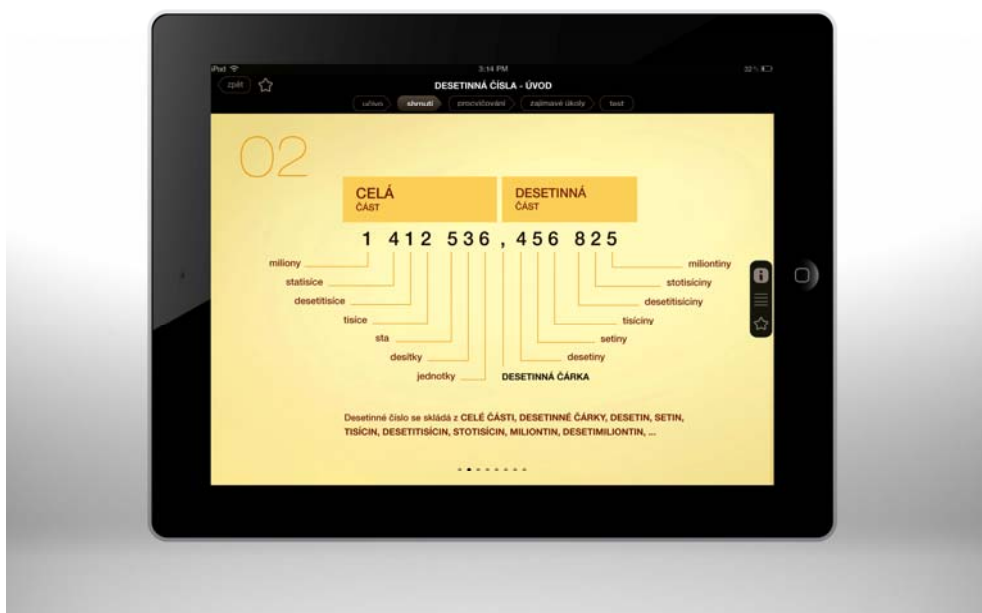 iPad 3:14 PM 32%
zpět
DESETINNÁ ČÍSLA - ÚVOD
učivo shrnutí procvičování zajímavé úkoly test
02
CELÁ
ČÁST
DESETINNÁ
ČÁST
1 412 536 , 456 825
miliony miliontiny
statisíce stotisíciny
desetitisíce desetitisíciny
tisíce tisíciny
sta setiny
desítky desetiny
jednotky DESETINNÁ ČÁRKA
Desetinné číslo se skládá z CELÉ ČÁSTI, DESETINNÉ ČÁRKY, DESETIN, SETIN,
TISÍCIN, DESETITISÍCIN, STOTISÍCIN, MILIONTIN, DESETIMILIONTIN, ...